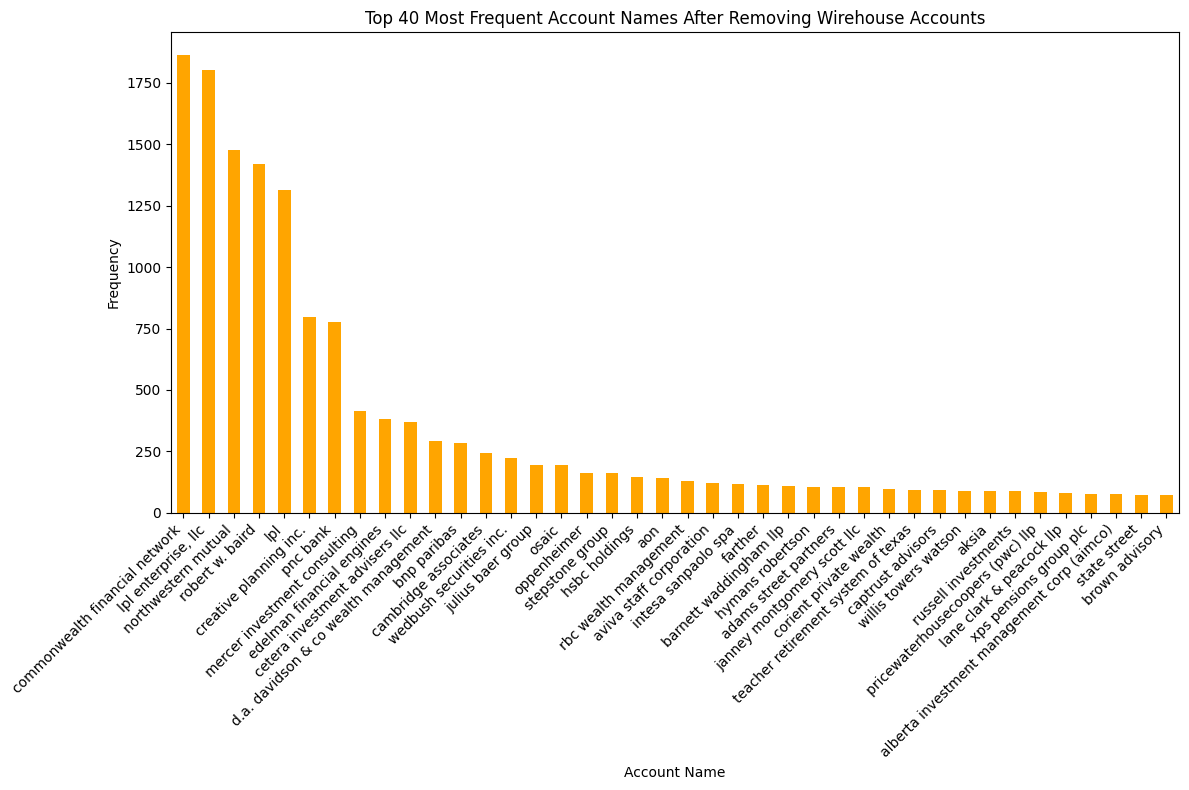 Top 40 Most Frequent Account Names After Removing Wirehouse Accounts
Frequency
1750
1500
1250
1000
750
500
250
0
commonwealth financial network
lpl enterprise, llc
northwestern mutual
robert w. baird
lpl
creative planning inc.
pnc bank
mercer investment consulting
edelman financial engines
cetera investment advisers llc
d.a. davidson & co wealth management
bnp paribas
cambridge associates
wedbush securities inc.
julius baer group
osaic
oppenheimer
stepstone group
hsbc holdings
aon
rbc wealth management
aviva staff corporation
intesa sanpaolo spa
farther
barnett waddingham llp
hymans robertson
adams street partners
janney montgomery scott llc
corient private wealth
teacher retirement system of texas
captrust advisors
willis towers watson
aksia
russell investments
pricewaterhousecoopers (pwc) llp
lane clark & peacock llp
xps pensions group plc
alberta investment management corp (aimco)
state street
brown advisory
Account Name